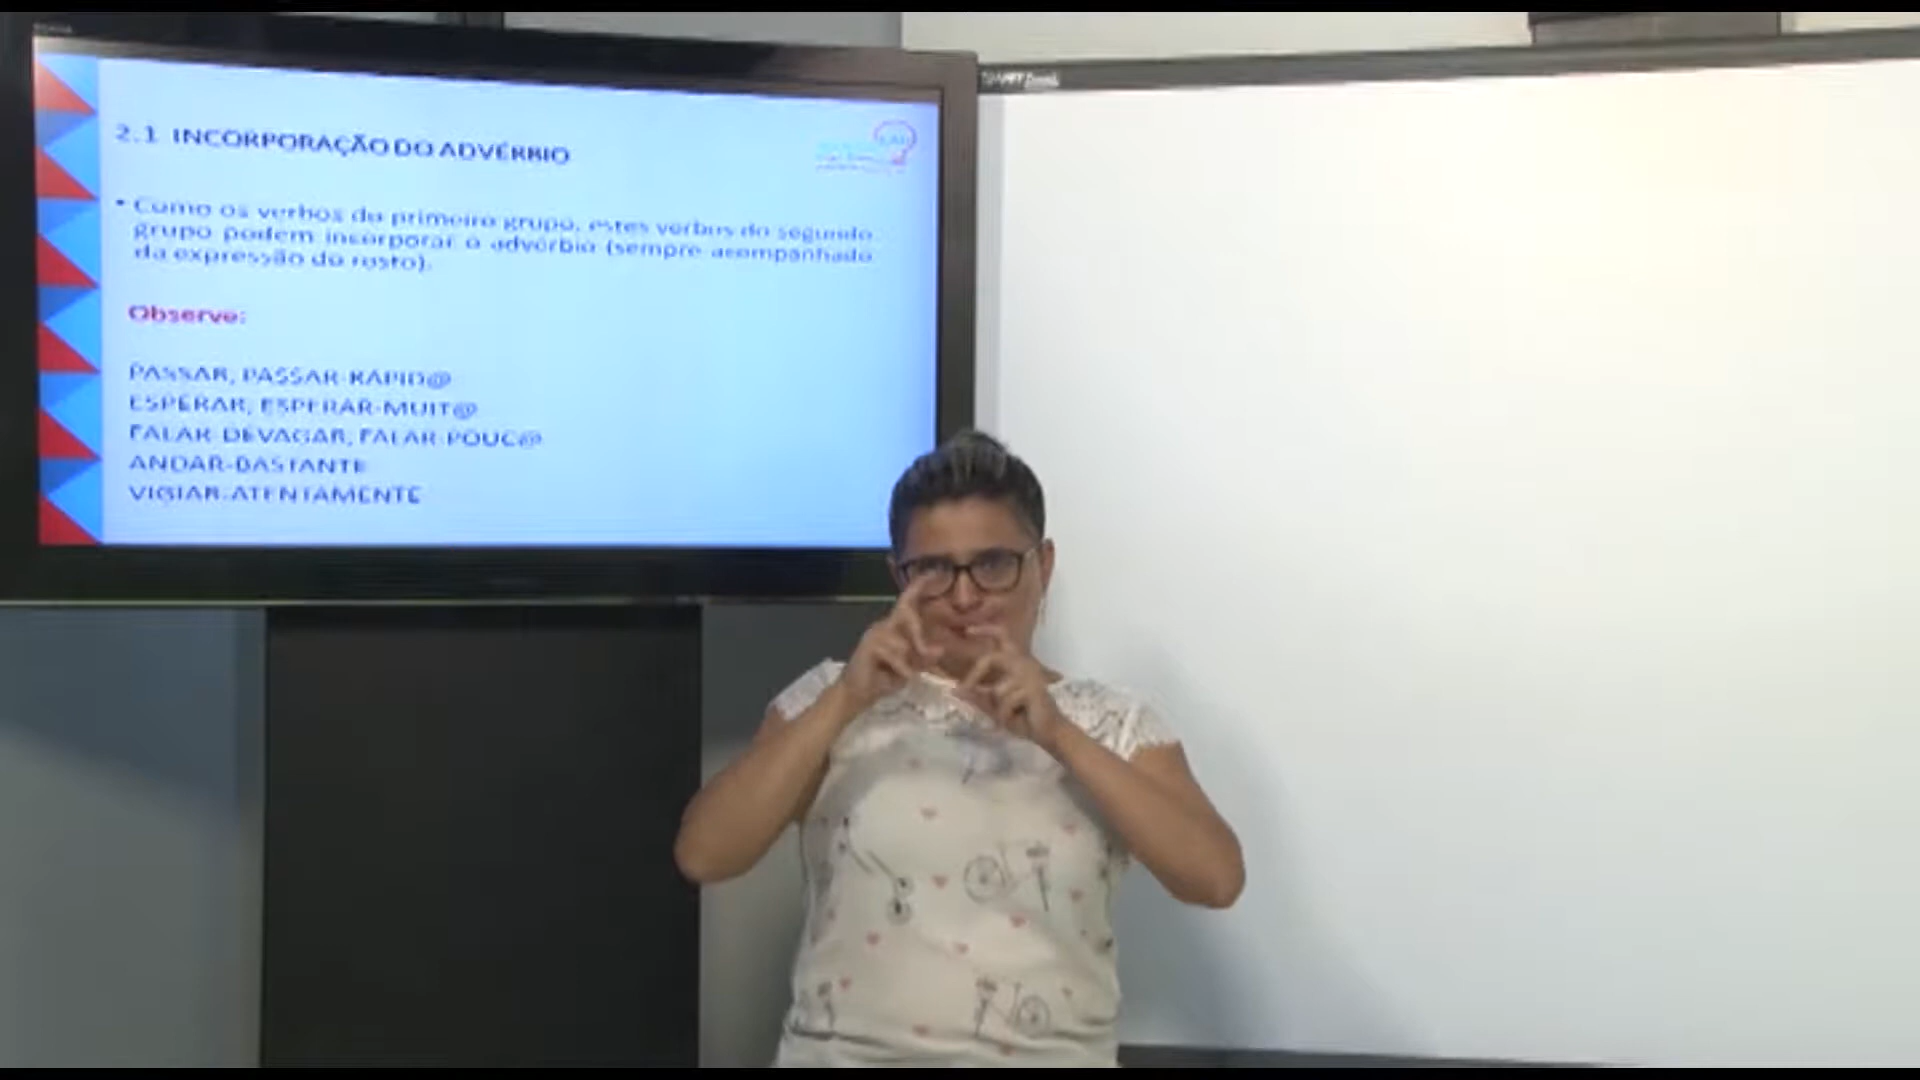 2.1 INCORPORAÇÃO DO ADVÉRBIO
• Como os verbos do primeiro grupo, estes verbos do segundo
grupo podem incorporar o advérbio (sempre acompanhado
da expressão do rosto).
Observe:
PASSAR, PASSAR-RÁPID@
ESPERAR, ESPERAR-MUIT@
FALAR-DEVAGAR, FALAR-POUC@
ANDAR-BASTANTE
VIGIAR-ATENTAMENTE